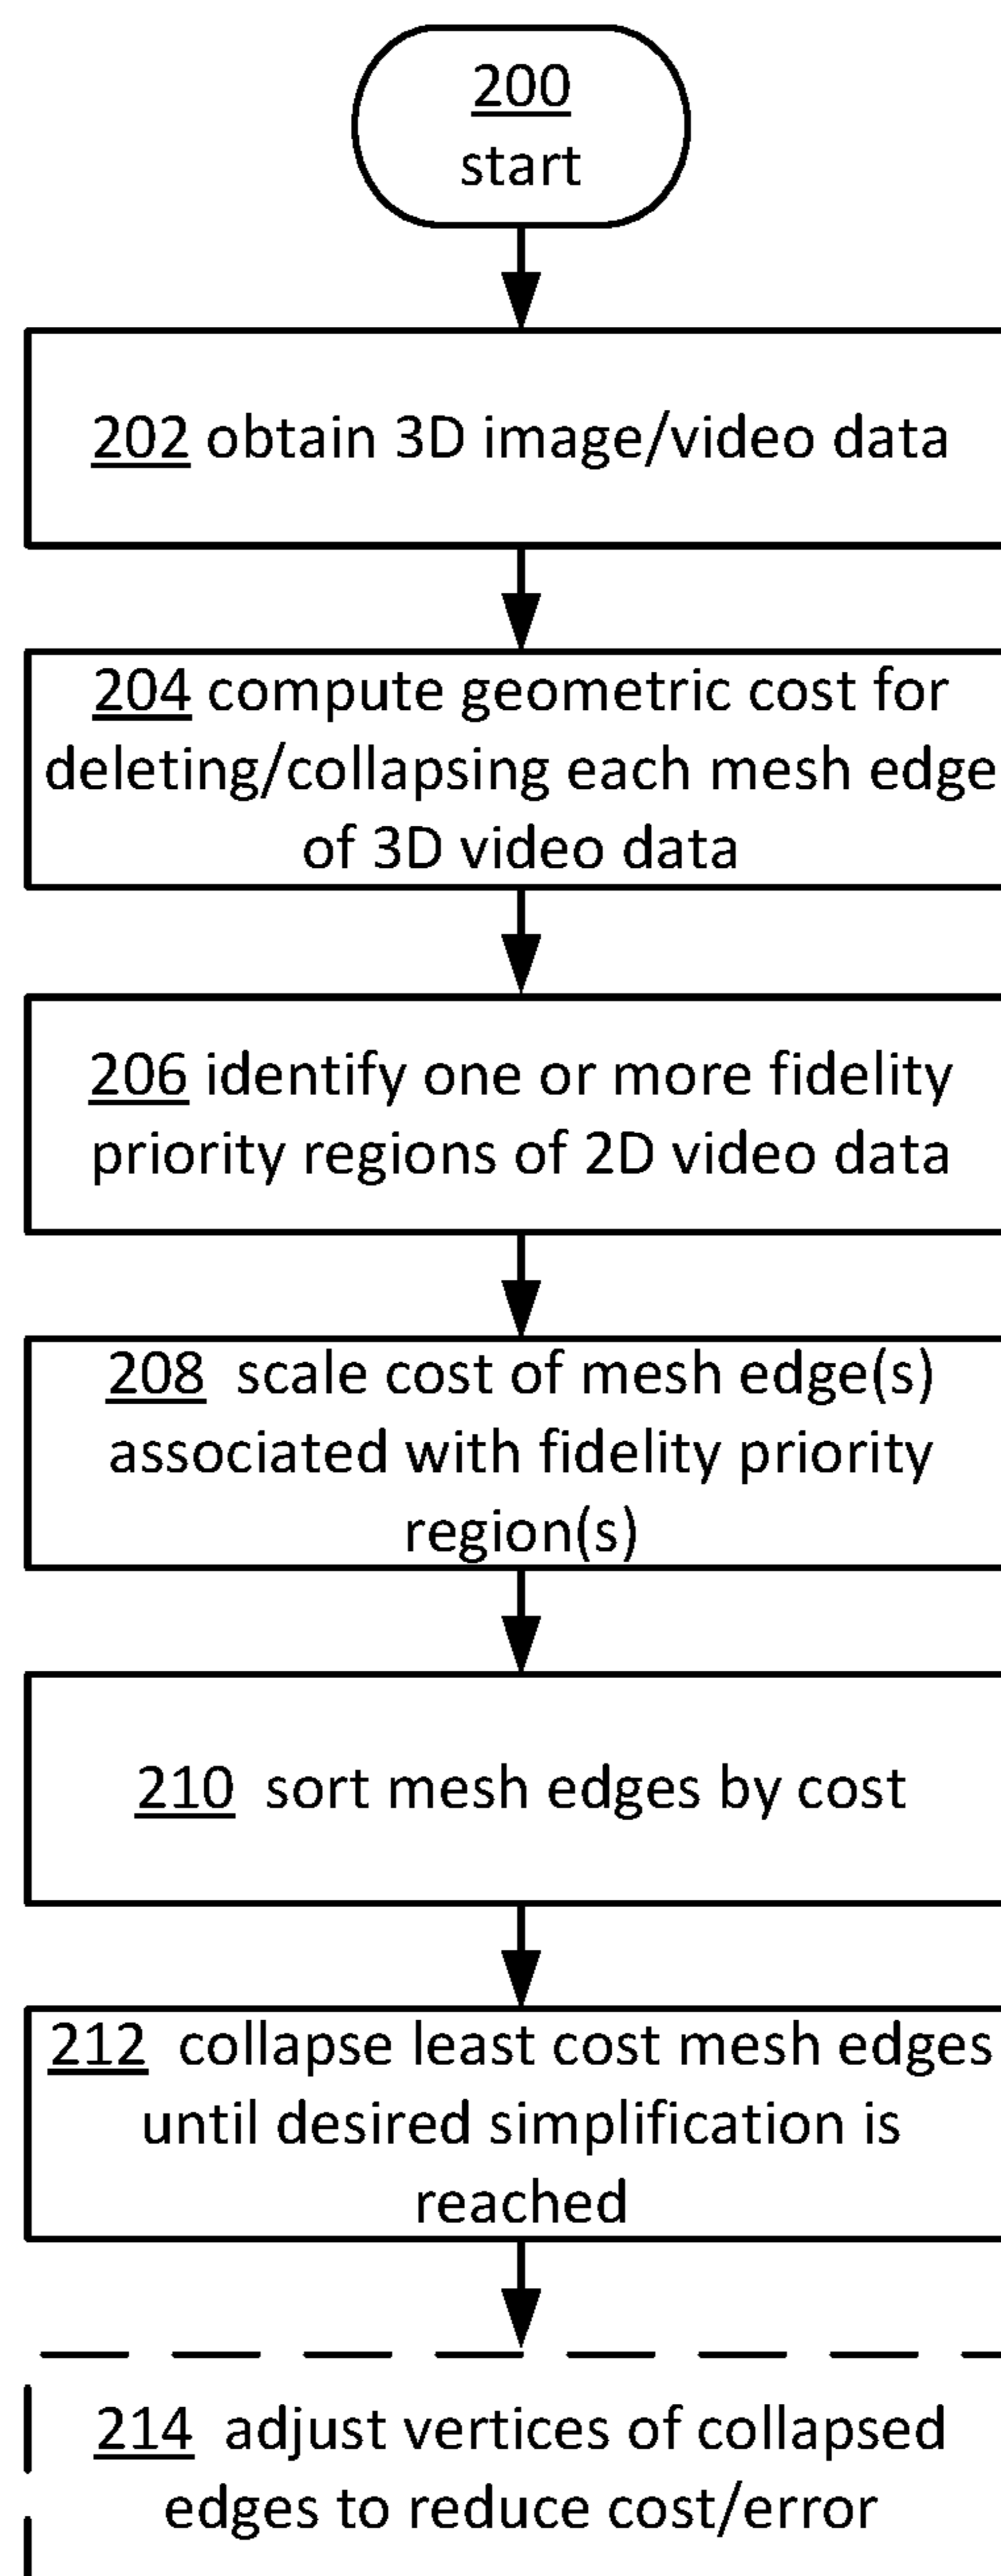 200
start
202 obtain 3D image/video data
204 compute geometric cost for
deleting/collapsing each mesh edge
of 3D video data
206 identify one or more fidelity
priority regions of 2D video data
208 scale cost of mesh edge(s)
associated with fidelity priority
region(s)
210 sort mesh edges by cost
212 collapse least cost mesh edges
until desired simplification is
reached
214 adjust vertices of collapsed
edges to reduce cost/error